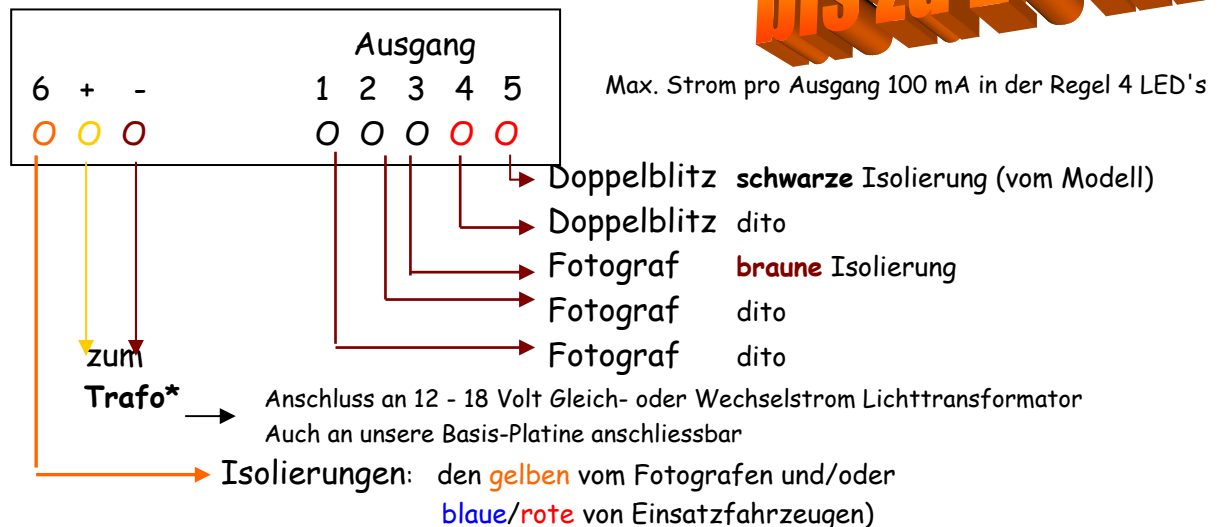 bis zu 2
Ausgang
6 + - 1 2 3 4 5
O O O O O O O O
Max. Strom pro Ausgang 100 mA in der Regel 4 LED's
Doppelblitz schwarze Isolierung (vom Modell)
Doppelblitz dito
Fotograf braune Isolierung
Fotograf dito
Fotograf dito
zum
Trafo*
Anschluss an 12 - 18 Volt Gleich- oder Wechselstrom Lichttransformator
Auch an unsere Basis-Platine anschliessbar
Isolierungen: den gelben vom Fotografen und/oder
blaue/rote von Einsatzfahrzeugen)